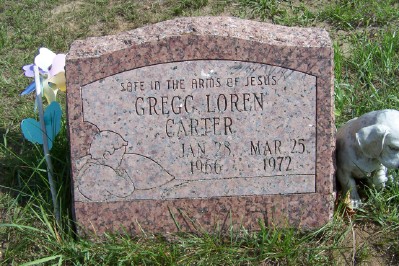 SAFE IN THE ARMS OF JESUS
GREGG LOREN
CARTER
JAN 28 MAR 25
1966 1972